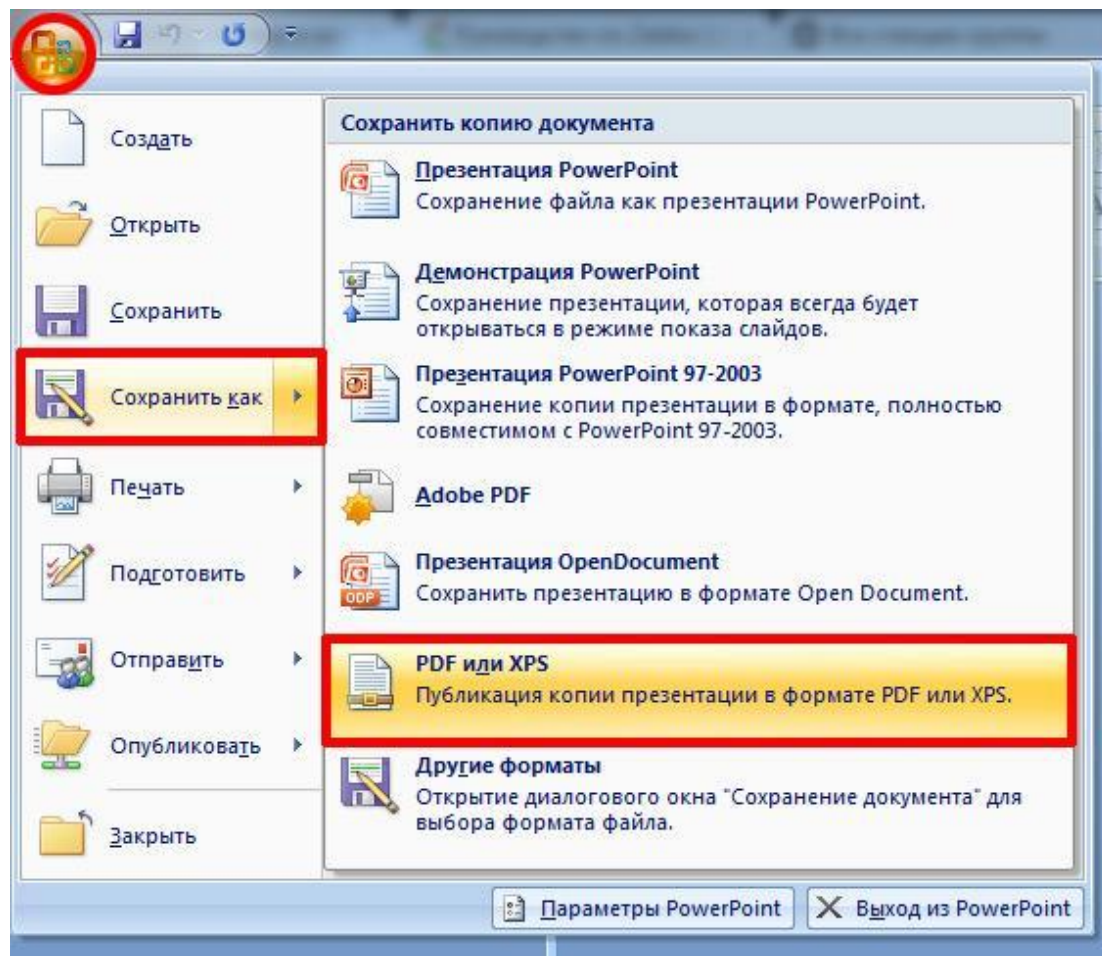 Создать
Открыть
Сохранить
Сохранить как
Печать
Подготовить
Отправить
Опубликовать
Закрыть
Сохранить копию документа
Презентация PowerPoint
Сохранение файла как презентации PowerPoint.
Демонстрация PowerPoint
Сохранение презентации, которая всегда будет
открываться в режиме показа слайдов.
Презентация PowerPoint 97-2003
Сохранение копии презентации в формате, полностью
совместимом с PowerPoint 97-2003.
Adobe PDF
Презентация OpenDocument
ODP
Сохранить презентацию в формате Open Document.
PDF или XPS
Публикация копии презентации в формате PDF или XPS.
Другие форматы
Открытие диалогового окна "Сохранение документа" для
выбора формата файла.
Параметры PowerPoint
Выход из PowerPoint